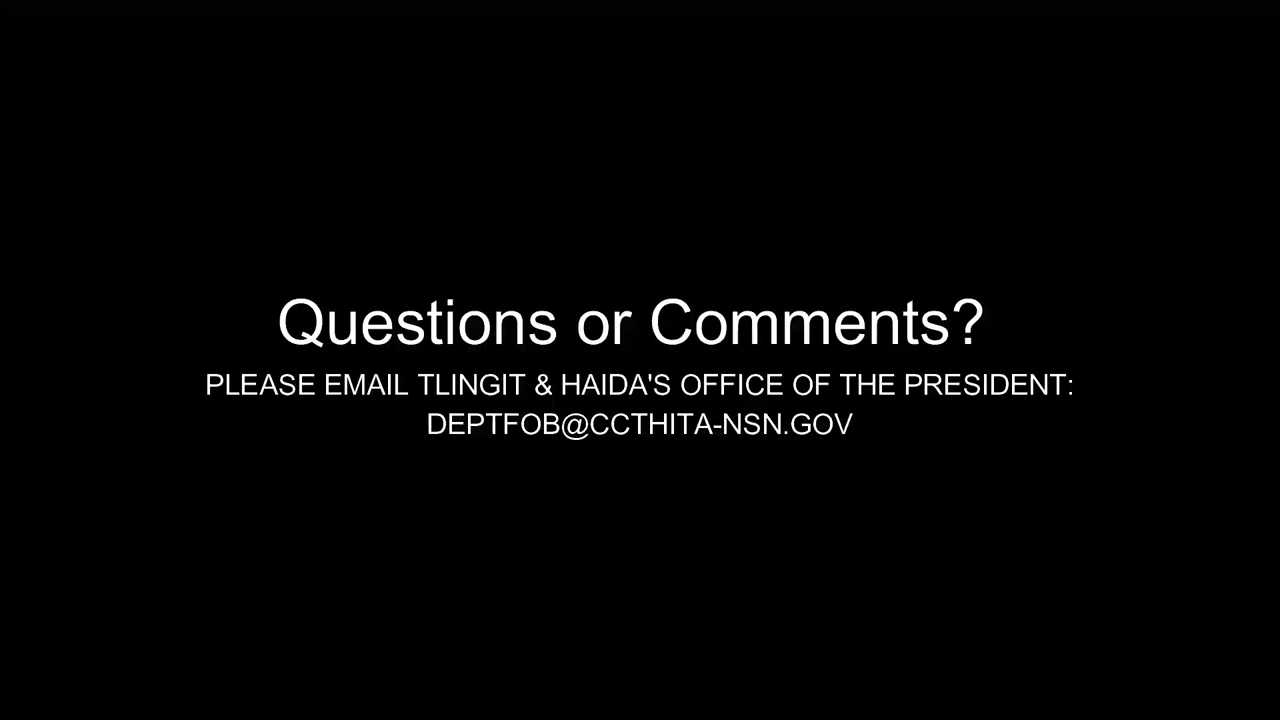 Questions or Comments?
PLEASE EMAIL TLINGIT & HAIDA'S OFFICE OF THE PRESIDENT:
DEPTFOB@CCTHITA-NSN.GOV